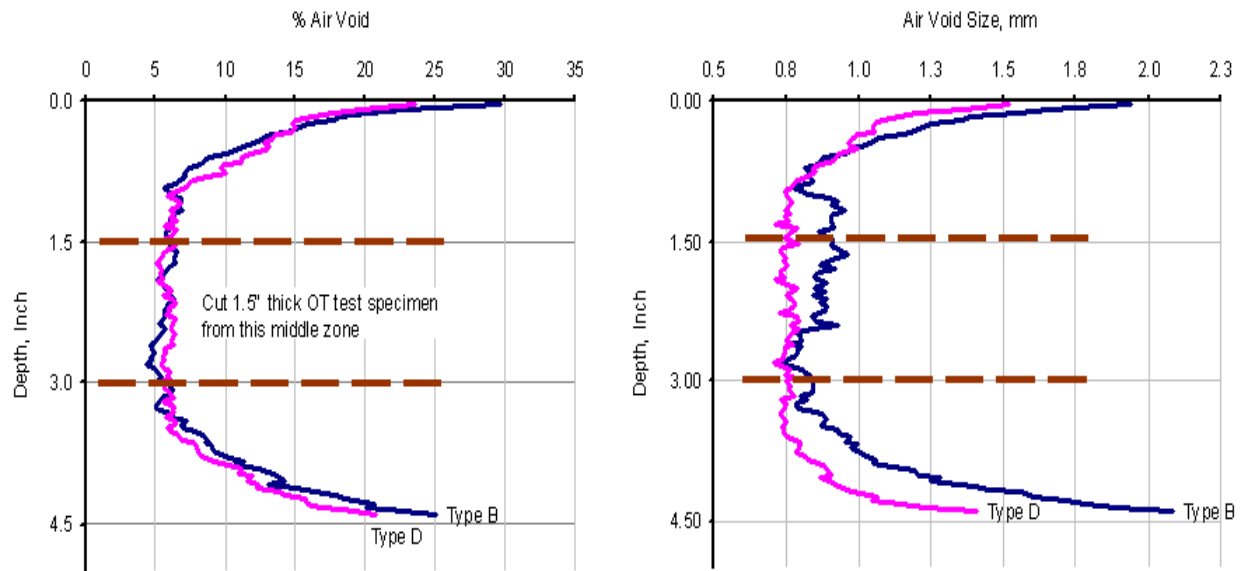 % Air Void
0 5 10 15 20 25 30 35
0.0
1.5
3.0
4.5
Depth, Inch
Cut 1.5" thick OT test specimen
from this middle zone
Type B
Type D
Air Void Size, mm
0.5 0.8 1.0 1.3 1.5 1.8 2.0 2.3
0.00
1.50
3.00
4.50
Depth, Inch
Type D
Type B